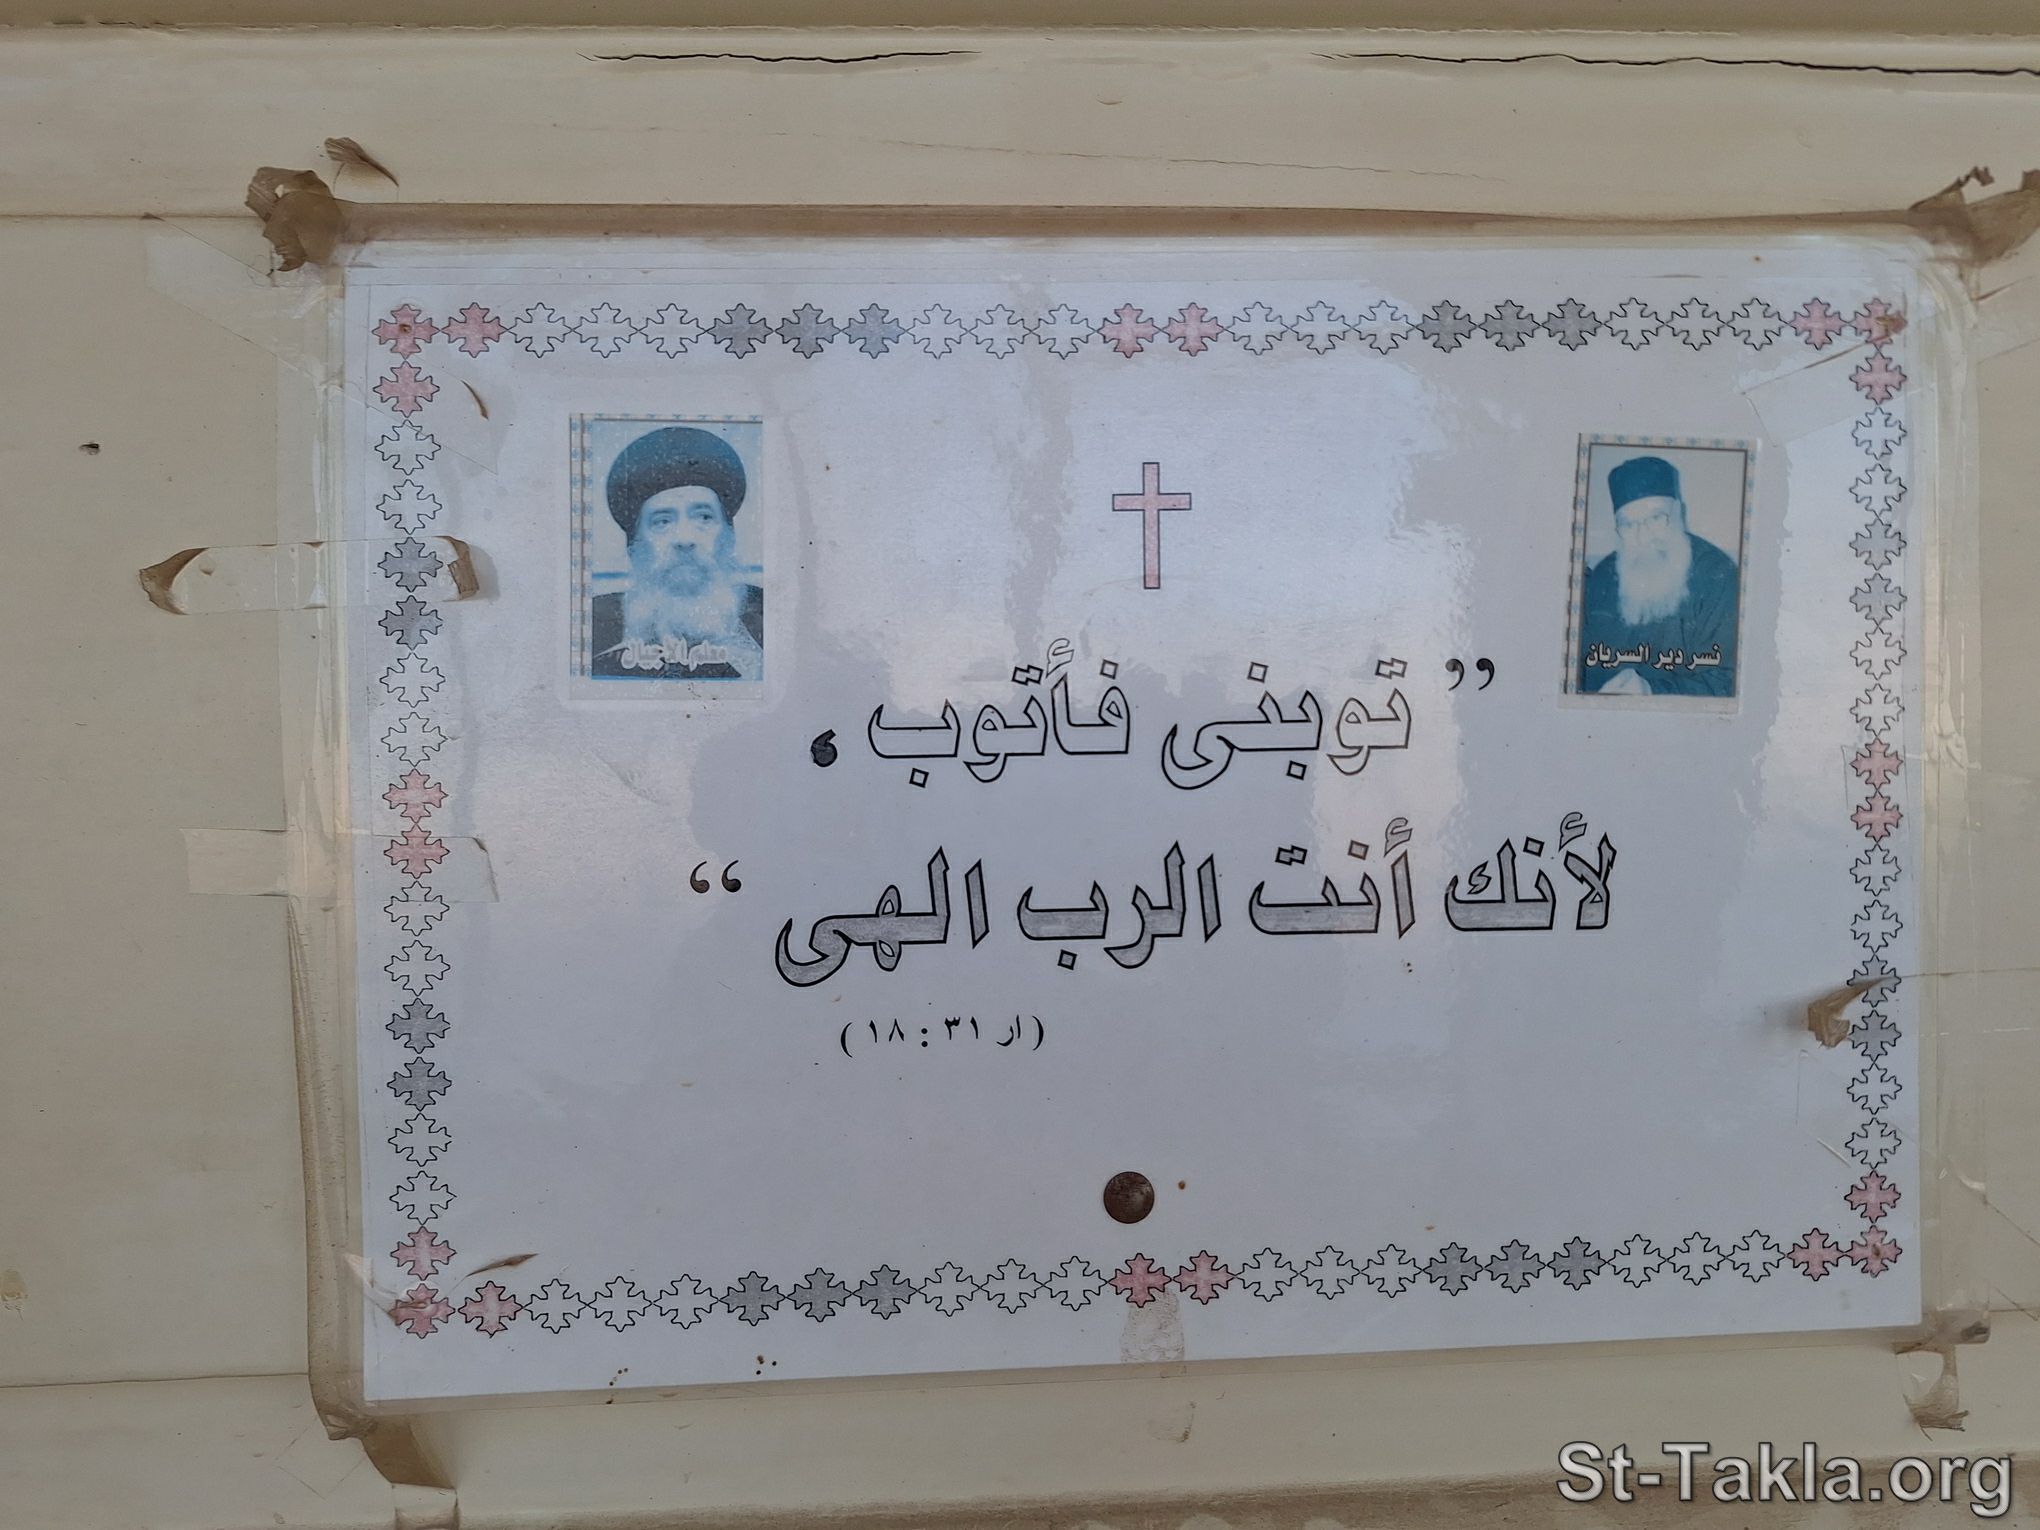 معلم الأجيال
نسر دير السريان
” توبنى فأتوب ،
لأنك أنت الرب الهى “
( ار ٣١ : ١٨ )
St-Takla.org